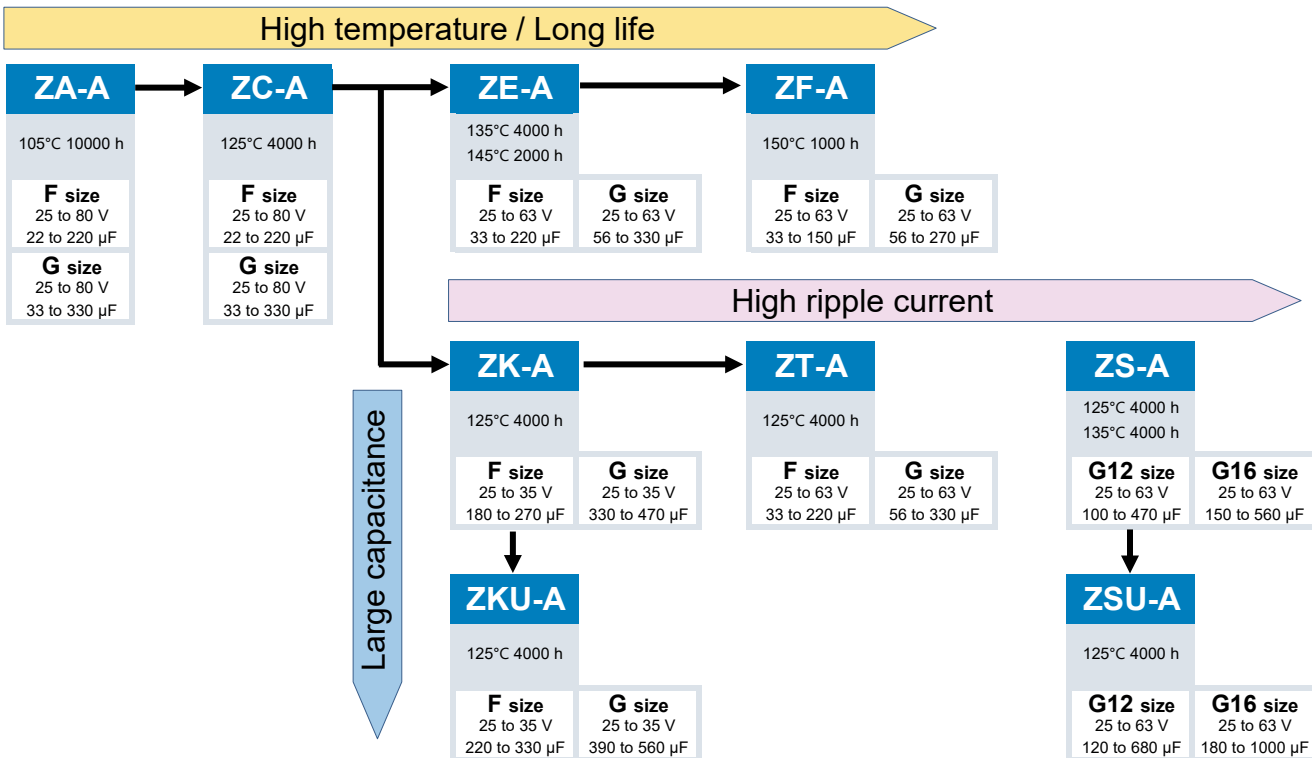 High temperature / Long life
ZA-A
105°C 10000 h
F size
25 to 80 V
22 to 220 µF
G size
25 to 80 V
33 to 330 µF
ZC-A
125°C 4000 h
F size
25 to 80 V
22 to 220 µF
G size
25 to 80 V
33 to 330 µF
ZE-A
135°C 4000 h
145°C 2000 h
F size
25 to 63 V
33 to 220 µF
G size
25 to 63 V
56 to 330 µF
ZF-A
150°C 1000 h
F size
25 to 63 V
33 to 150 µF
G size
25 to 63 V
56 to 270 µF
High ripple current
Large capacitance
ZK-A
125°C 4000 h
F size
25 to 35 V
180 to 270 µF
G size
25 to 35 V
330 to 470 µF
ZT-A
125°C 4000 h
F size
25 to 63 V
33 to 220 µF
G size
25 to 63 V
56 to 330 µF
ZS-A
125°C 4000 h
135°C 4000 h
G12 size
25 to 63 V
100 to 470 µF
G16 size
25 to 63 V
150 to 560 µF
ZKU-A
125°C 4000 h
F size
25 to 35 V
220 to 330 µF
G size
25 to 35 V
390 to 560 µF
ZSU-A
125°C 4000 h
G12 size
25 to 63 V
120 to 680 µF
G16 size
25 to 63 V
180 to 1000 µF